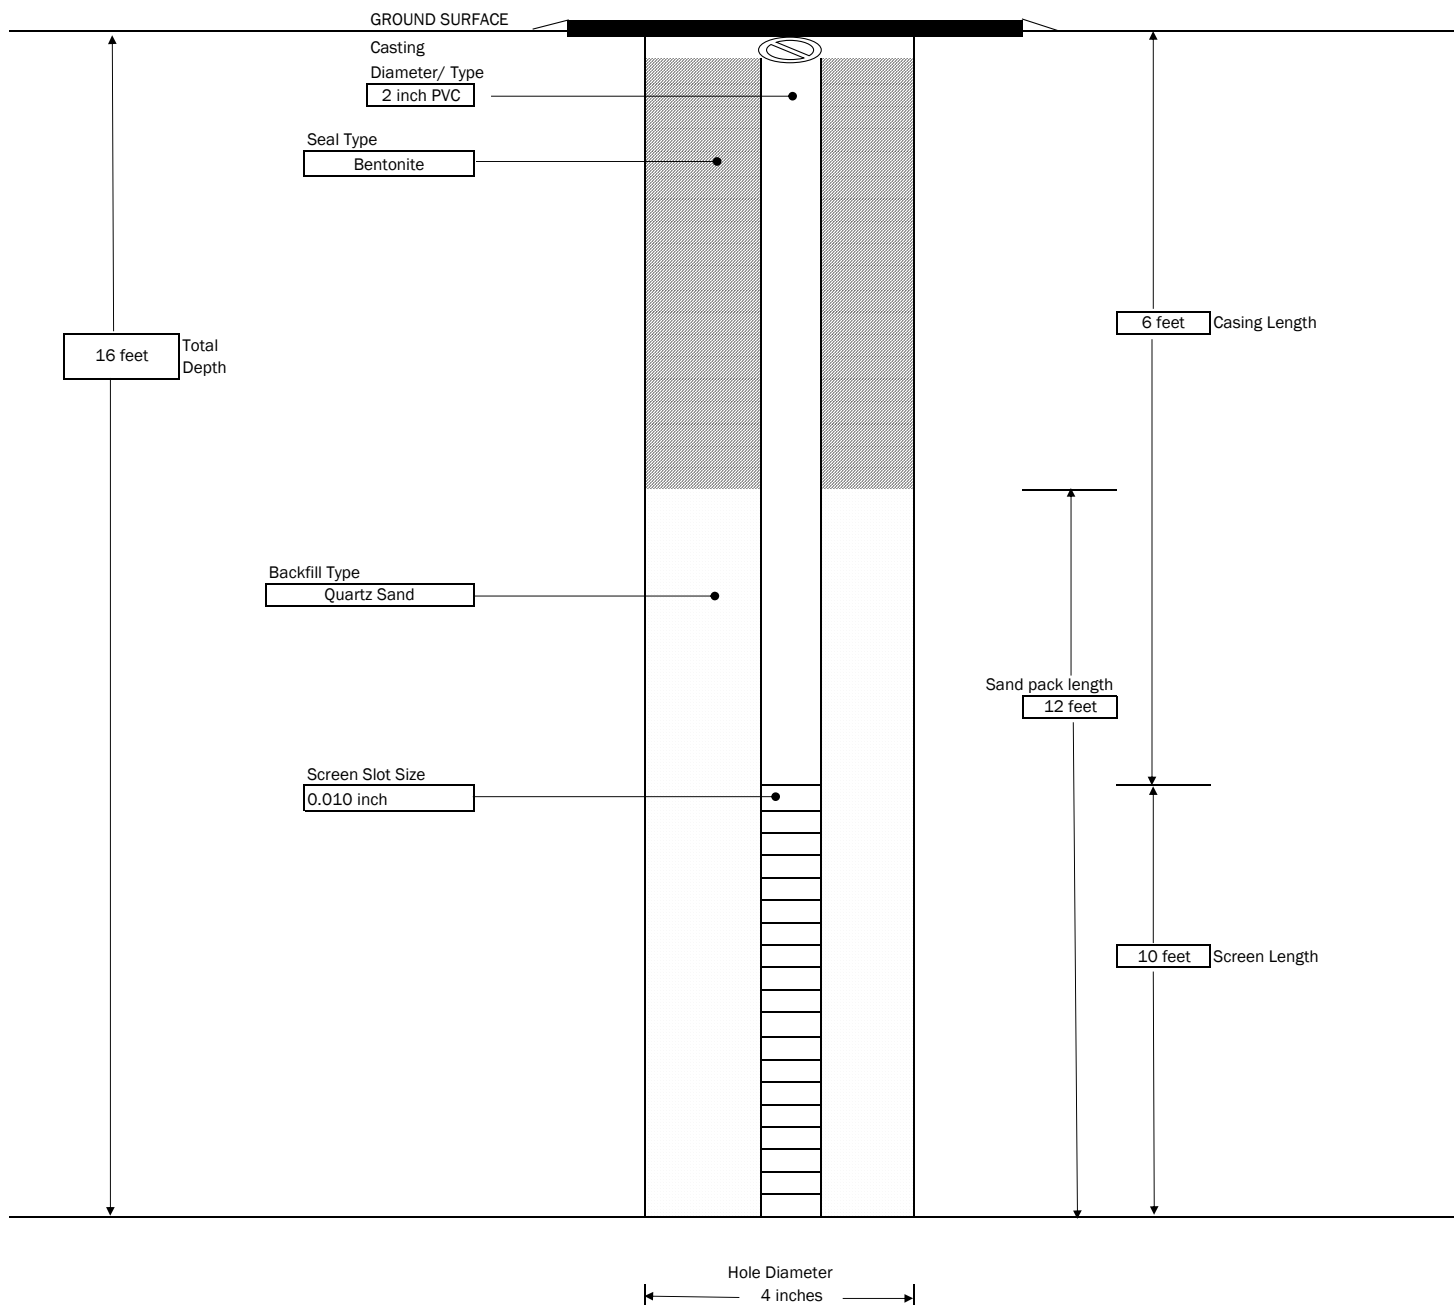 GROUND SURFACE
Casting
Diameter/ Type
2 inch PVC
Seal Type
Bentonite
6 feet
Casing Length
16 feet
Total
Depth
Backfill Type
Quartz Sand
Sand pack length
12 feet
Screen Slot Size
0.010 inch
10 feet
Screen Length
Hole Diameter
4 inches